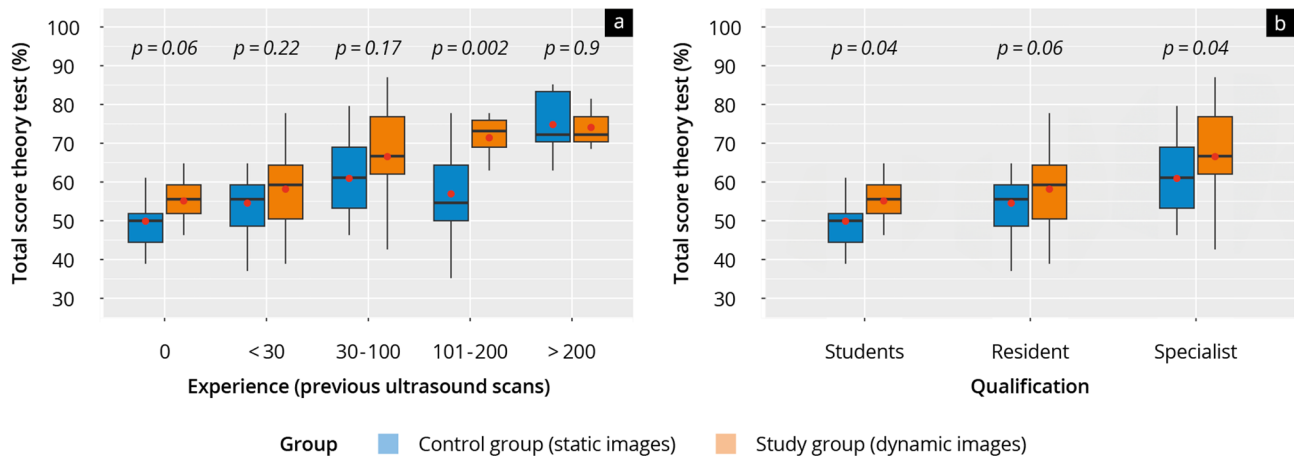 a
Total score theory test (%)
100
90
80
70
60
50
40
30
p = 0.06
p = 0.22
p = 0.17
p = 0.002
p = 0.9
0
< 30
30-100
101-200
> 200
Experience (previous ultrasound scans)
b
Total score theory test (%)
100
90
80
70
60
50
40
30
p = 0.04
p = 0.06
p = 0.04
Students
Resident
Specialist
Qualification
Group
Control group (static images)
Study group (dynamic images)